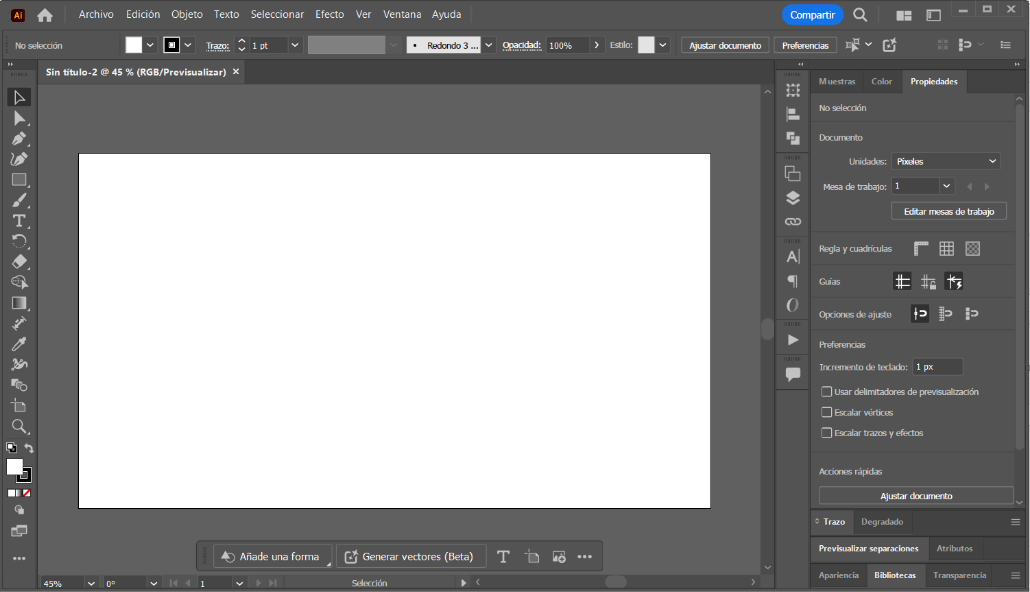 Ai Archivo Edición Objeto Texto Seleccionar Efecto Ver Ventana Ayuda Compartir
No selección Trazo: 1 pt Redondo 3 ... Opacidad: 100% Estilo: Ajustar documento Preferencias
Sin título-2 @ 45 % (RGB/Previsualizar) ×
Muestras Color Propiedades
No selección
Documento
Unidades: Píxeles
Mesa de trabajo: 1
Editar mesas de trabajo
Regla y cuadrículas
Guías
Opciones de ajuste
Preferencias
Incremento de teclado: 1 px
Usar delimitadores de previsualización
Escalar vértices
Escalar trazos y efectos
Acciones rápidas
Ajustar documento
Trazo Degradado
Previsualizar separaciones Atributos
Apariencia Bibliotecas Transparencia
Añade una forma Generar vectores (Beta)
45% 0° 1 Selección